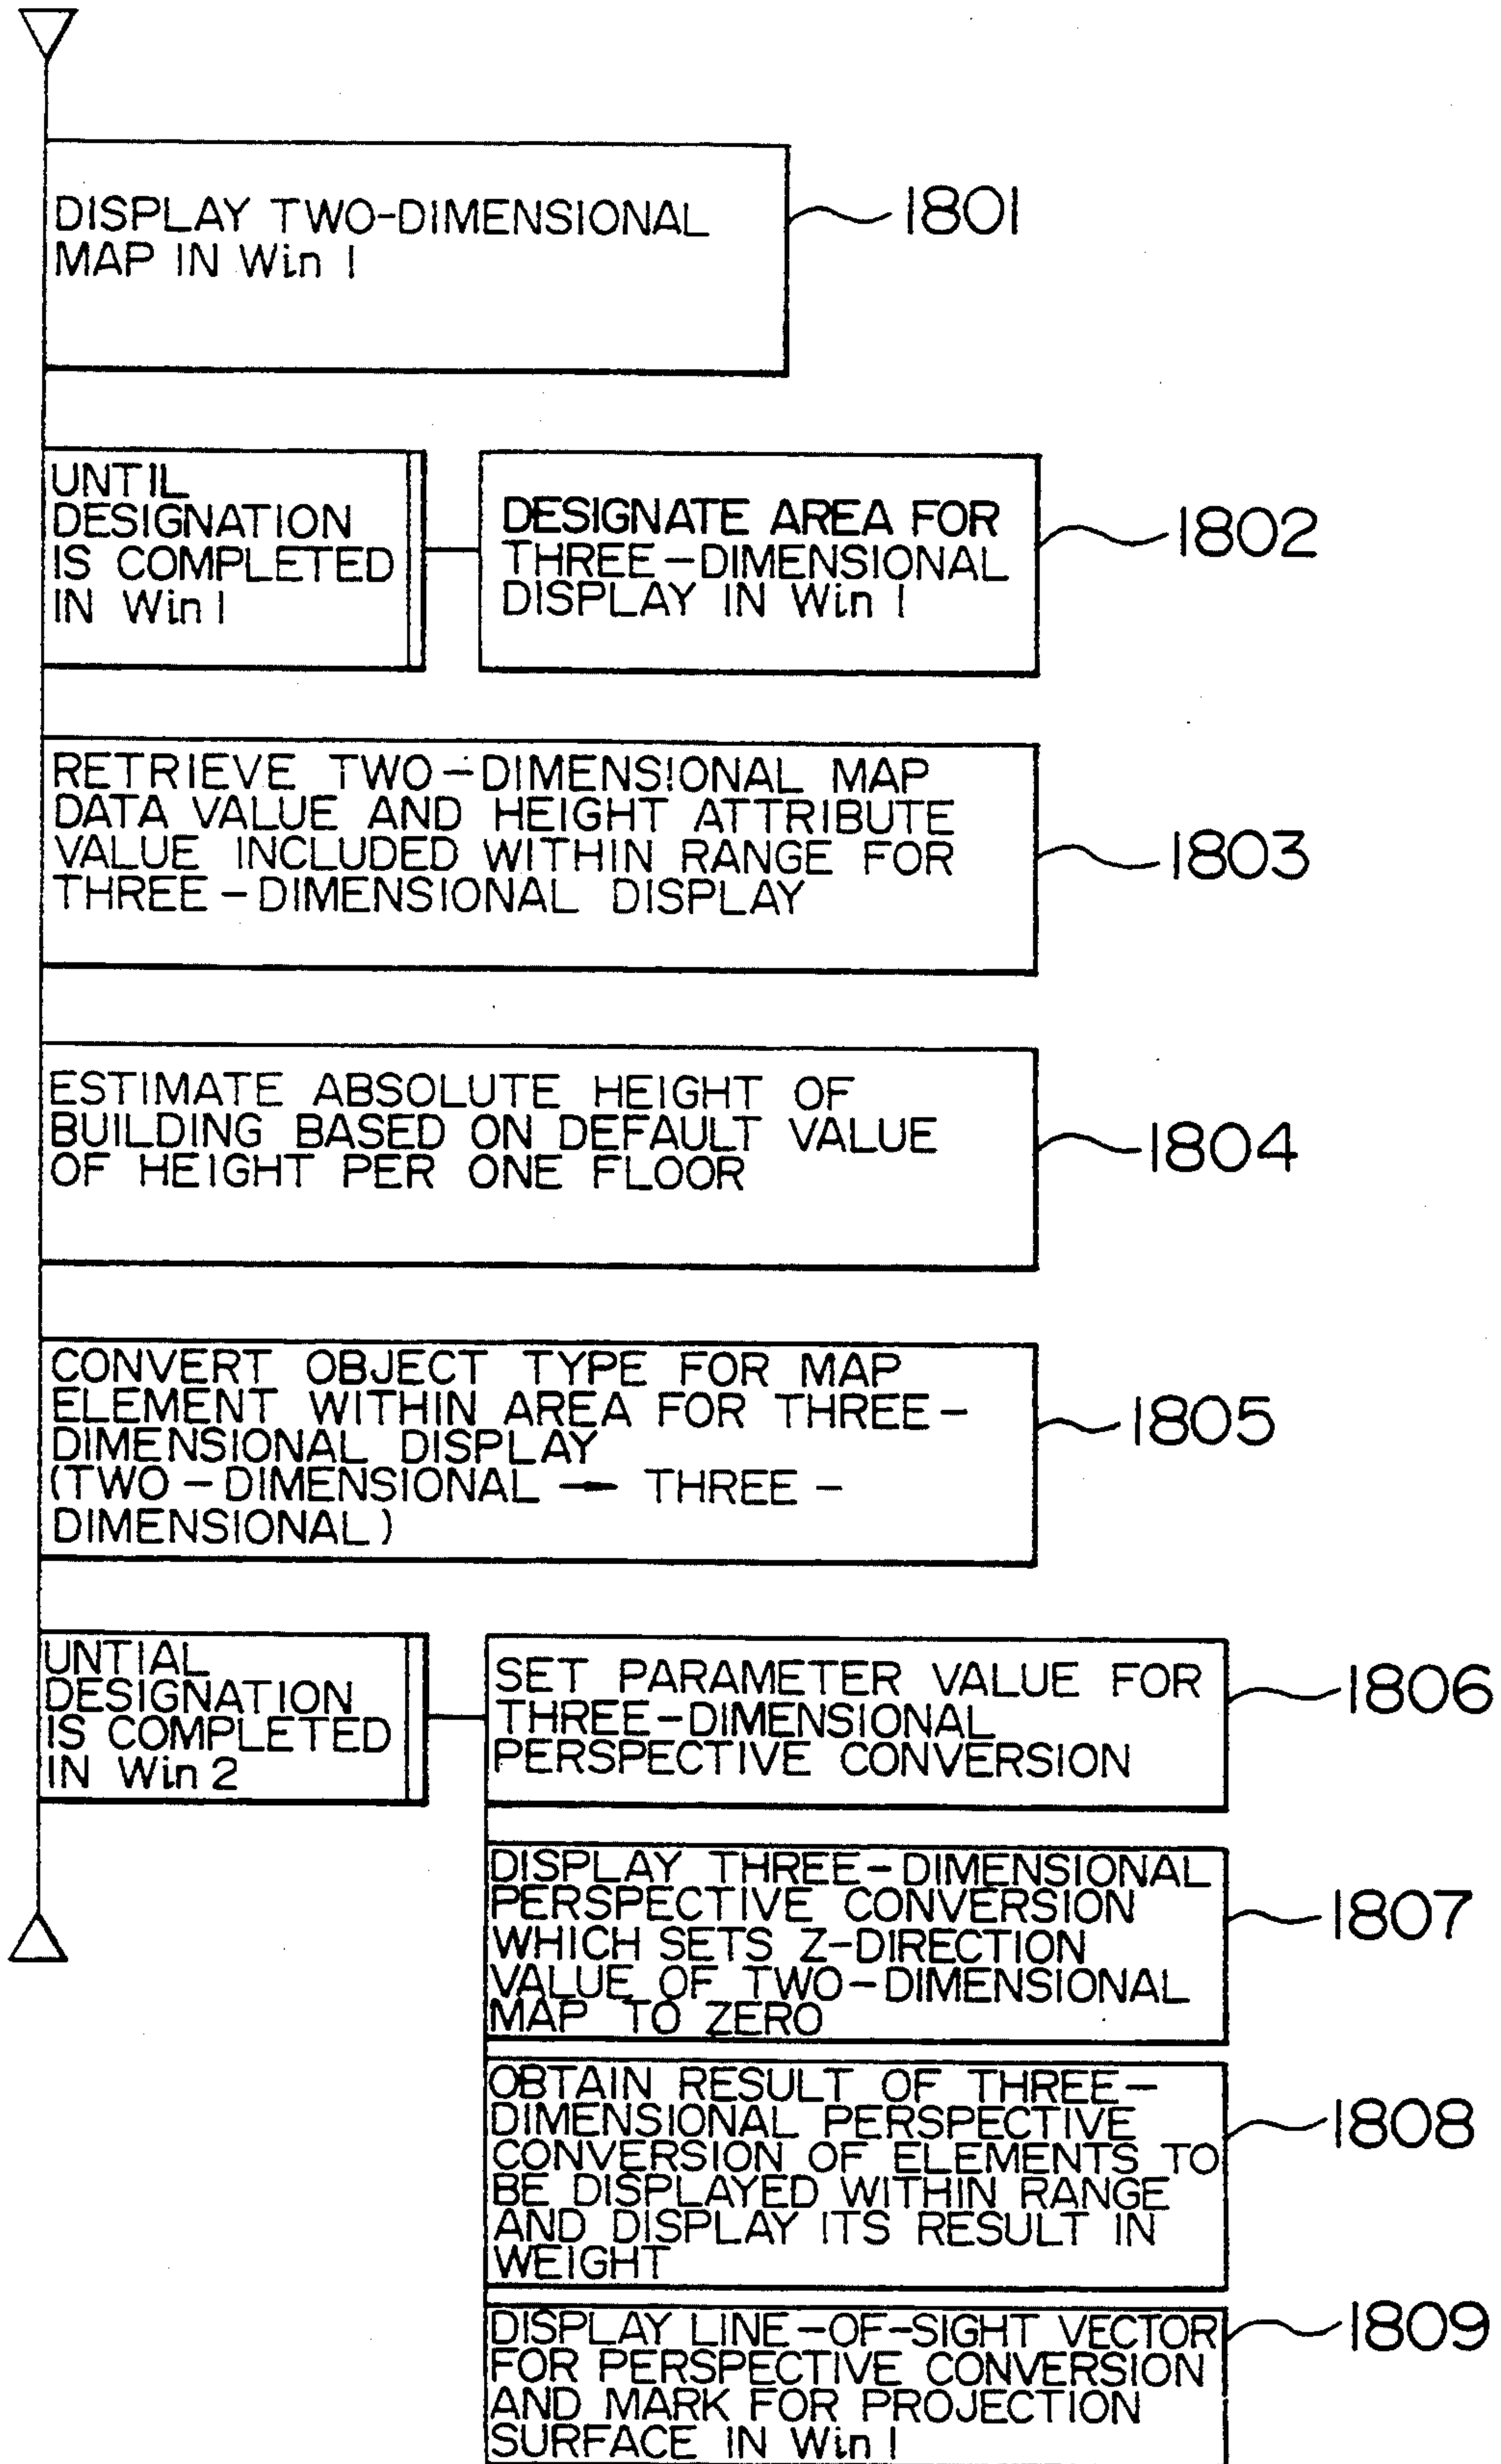 DISPLAY TWO-DIMENSIONAL
MAP IN Win 1
1801
UNTIL
DESIGNATION
IS COMPLETED
IN Win 1
DESIGNATE AREA FOR
THREE-DIMENSIONAL
DISPLAY IN Win 1
1802
RETRIEVE TWO-DIMENSIONAL MAP
DATA VALUE AND HEIGHT ATTRIBUTE
VALUE INCLUDED WITHIN RANGE FOR
THREE-DIMENSIONAL DISPLAY
1803
ESTIMATE ABSOLUTE HEIGHT OF
BUILDING BASED ON DEFAULT VALUE
OF HEIGHT PER ONE FLOOR
1804
CONVERT OBJECT TYPE FOR MAP
ELEMENT WITHIN AREA FOR THREE-
DIMENSIONAL DISPLAY
(TWO-DIMENSIONAL → THREE-
DIMENSIONAL)
1805
UNTIAL
DESIGNATION
IS COMPLETED
IN Win 2
SET PARAMETER VALUE FOR
THREE-DIMENSIONAL
PERSPECTIVE CONVERSION
1806
DISPLAY THREE-DIMENSIONAL
PERSPECTIVE CONVERSION
WHICH SETS Z-DIRECTION
VALUE OF TWO-DIMENSIONAL
MAP TO ZERO
1807
OBTAIN RESULT OF THREE-
DIMENSIONAL PERSPECTIVE
CONVERSION OF ELEMENTS TO
BE DISPLAYED WITHIN RANGE
AND DISPLAY ITS RESULT IN
WEIGHT
1808
DISPLAY LINE-OF-SIGHT VECTOR
FOR PERSPECTIVE CONVERSION
AND MARK FOR PROJECTION
SURFACE IN Win 1
1809